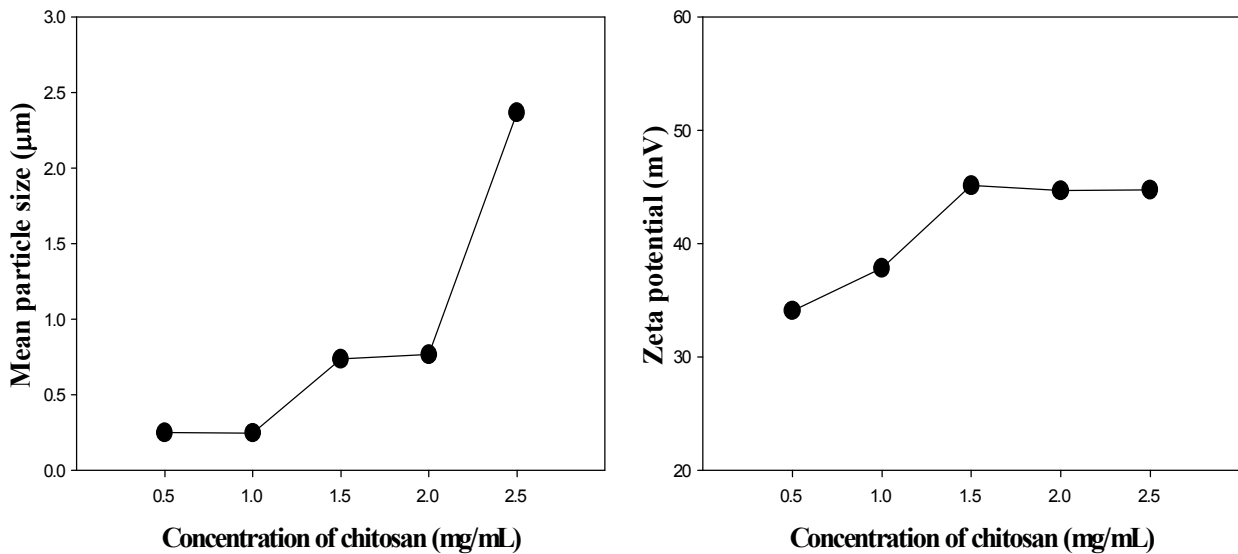 Mean particle size (μm)
3.0
2.5
2.0
1.5
1.0
0.5
0.0
0.5 1.0 1.5 2.0 2.5
Concentration of chitosan (mg/mL)
Zeta potential (mV)
60
50
40
30
20
0.5 1.0 1.5 2.0 2.5
Concentration of chitosan (mg/mL)